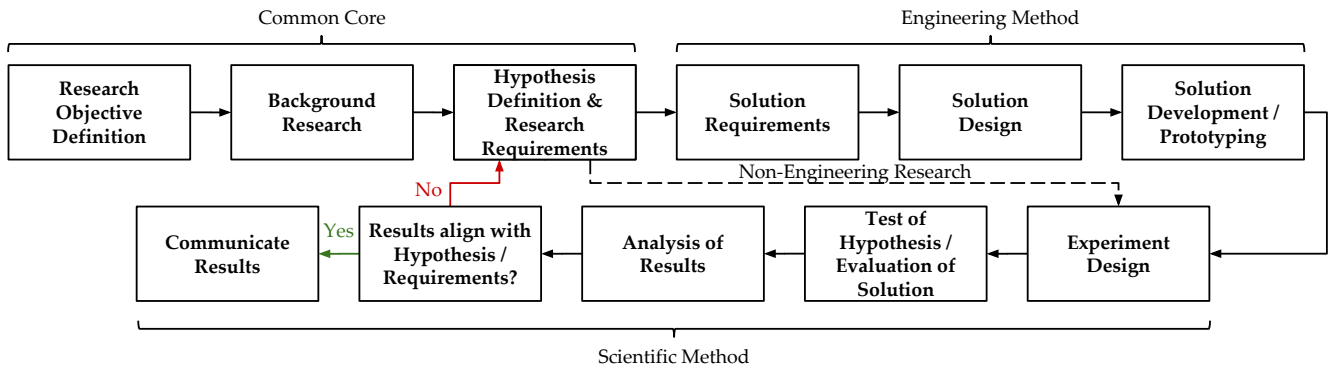 Common Core
Engineering Method
Research
Objective
Definition
Background
Research
Hypothesis
Definition &
Research
Requirements
Solution
Requirements
Solution
Design
Solution
Development /
Prototyping
Non-Engineering Research
No
Yes
Communicate
Results
Results align with
Hypothesis /
Requirements?
Analysis of
Results
Test of
Hypothesis /
Evaluation of
Solution
Experiment
Design
Scientific Method